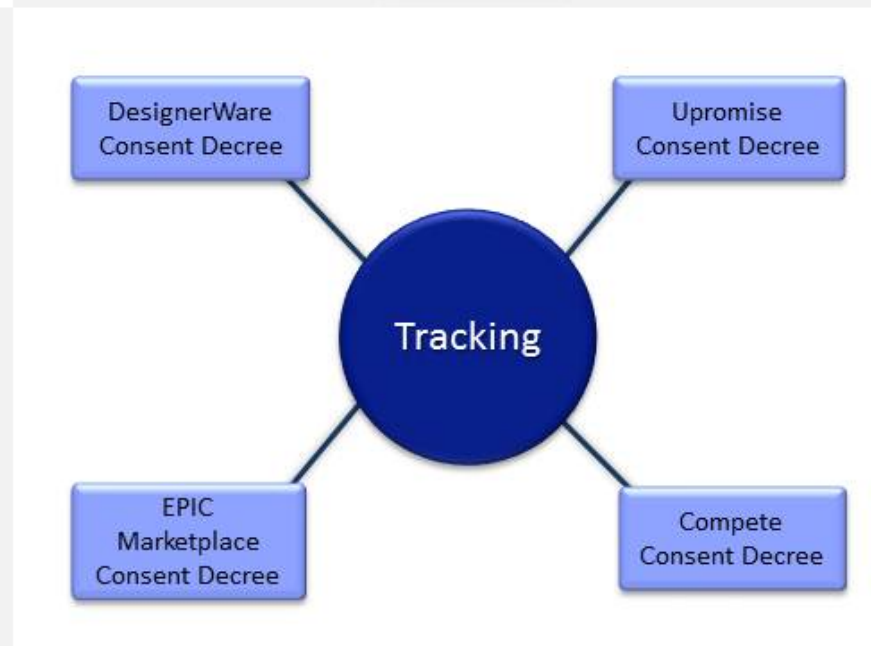 DesignerWare
Consent Decree
Upromise
Consent Decree
Tracking
EPIC
Marketplace
Consent Decree
Compete
Consent Decree